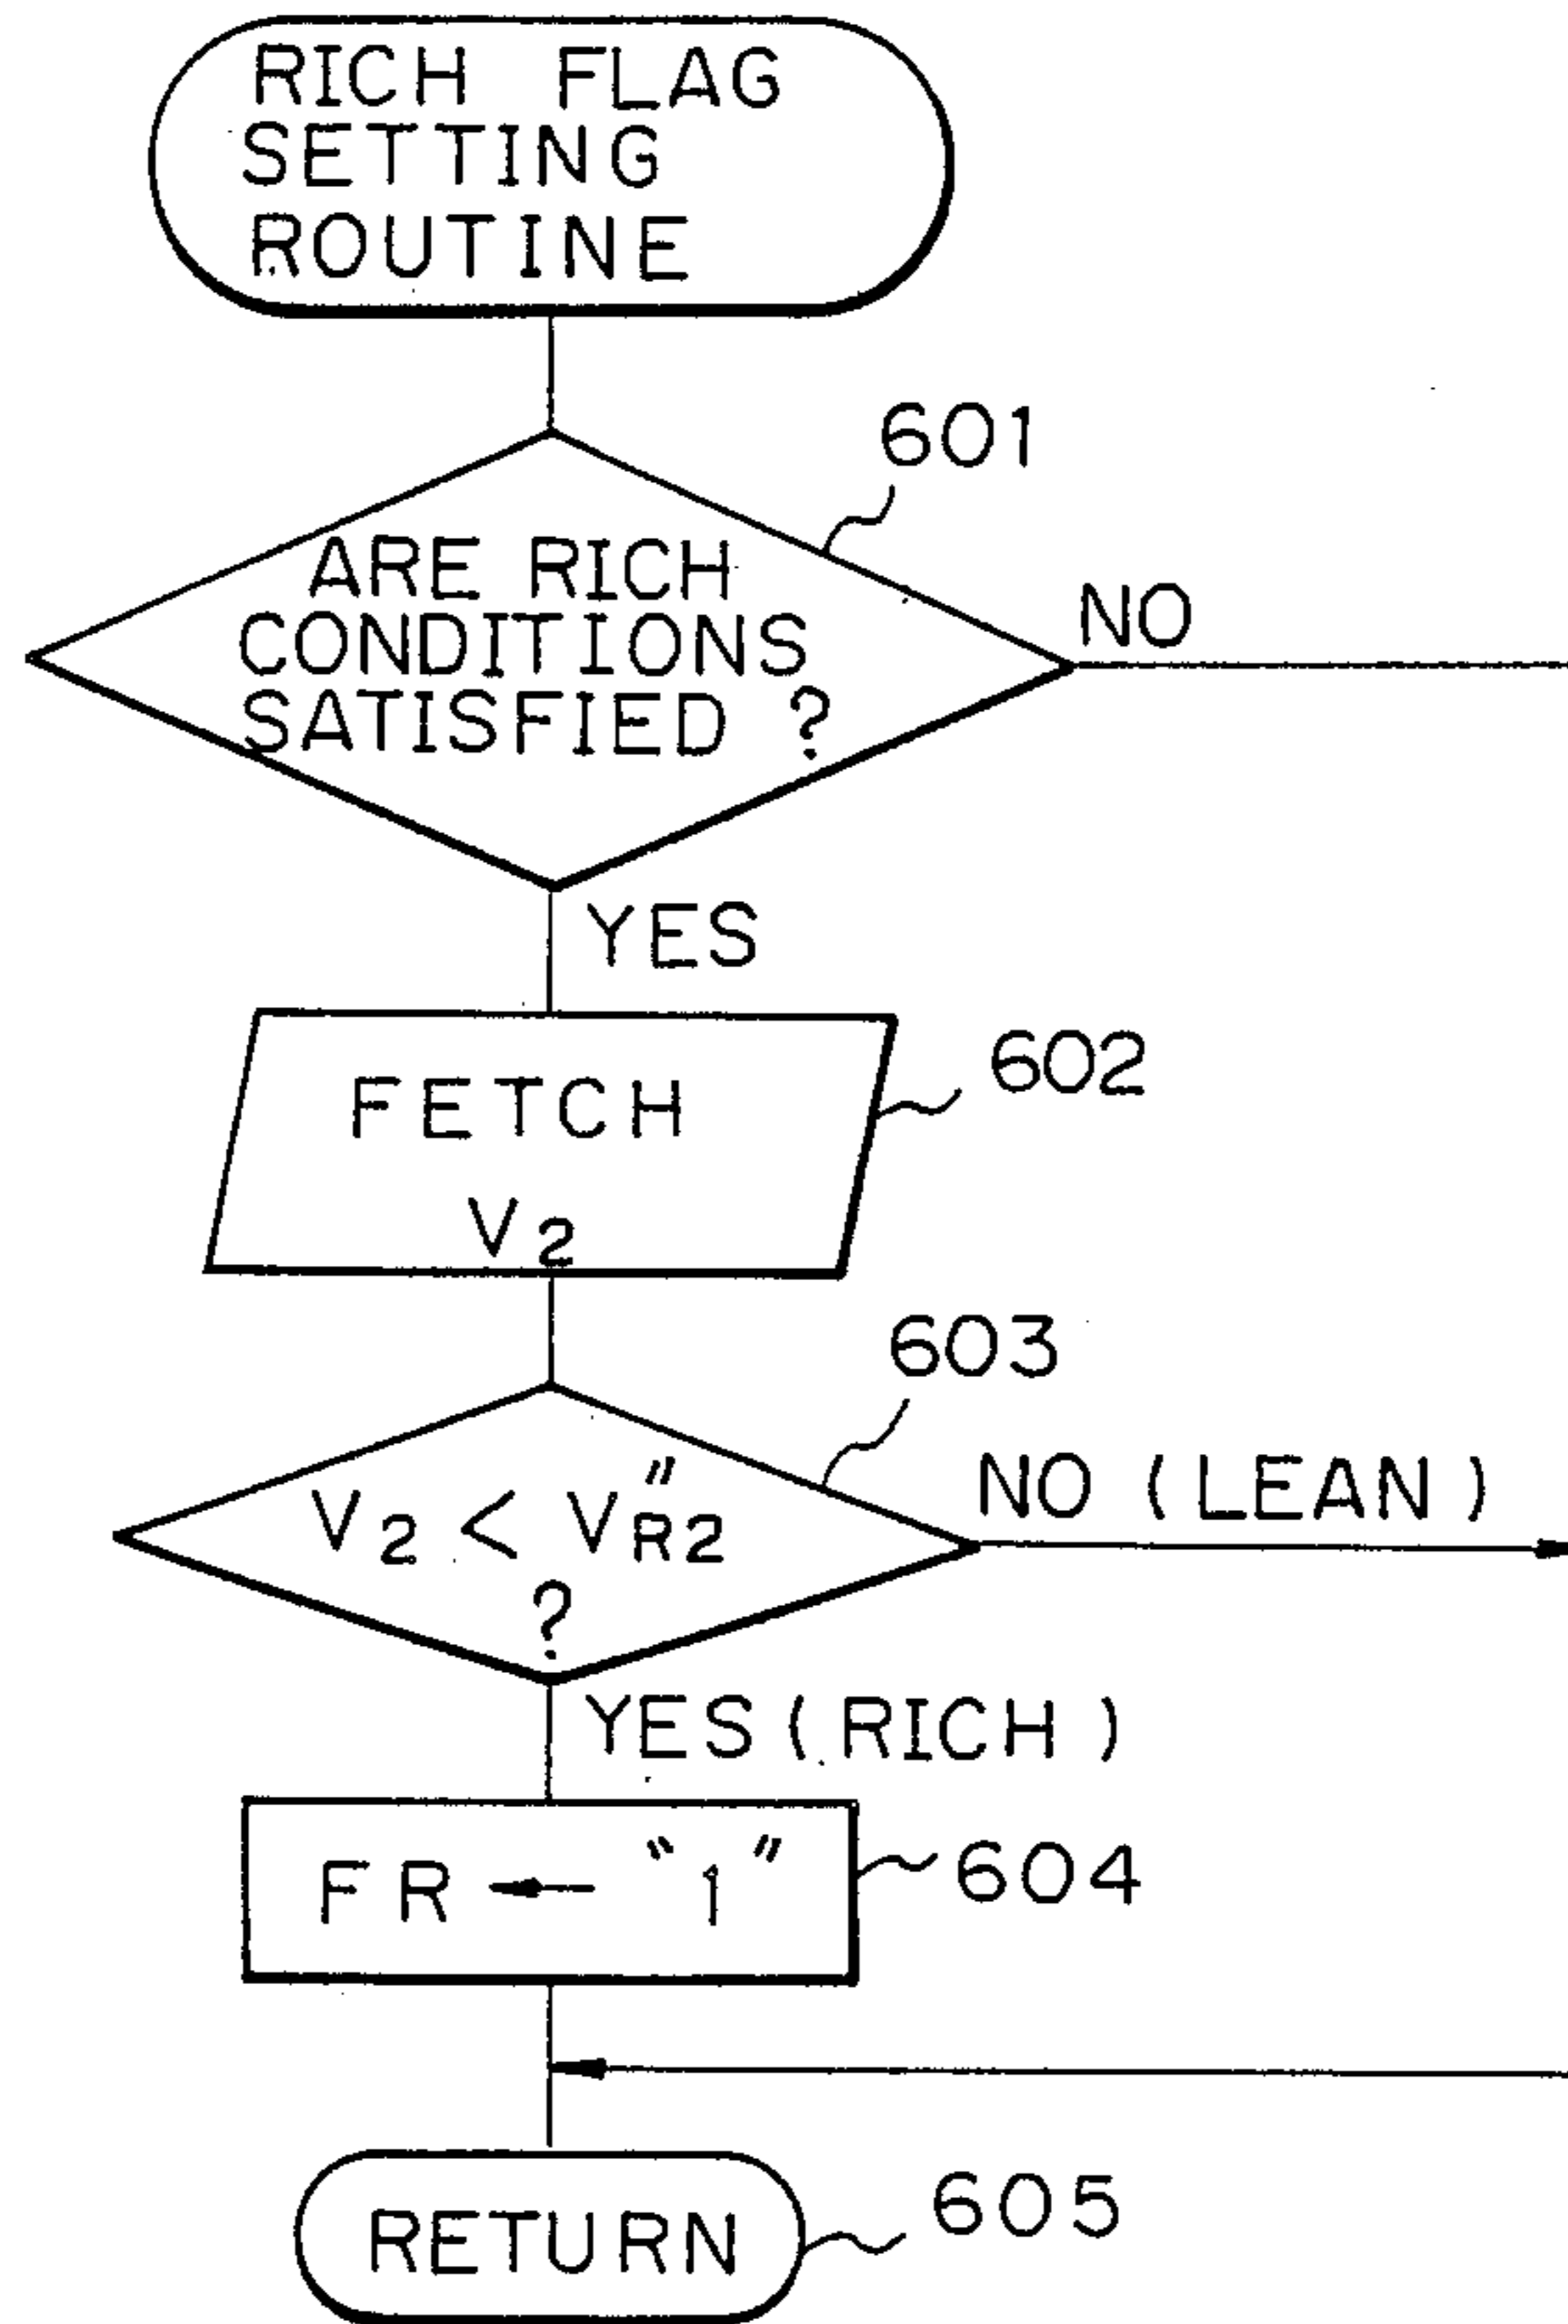 RICH FLAG
SETTING
ROUTINE
601
ARE RICH
CONDITIONS
SATISFIED ?
NO
YES
602
FETCH
V2
603
V2 < V"R2
?
NO (LEAN)
YES (RICH)
FR ← "1"
604
RETURN
605